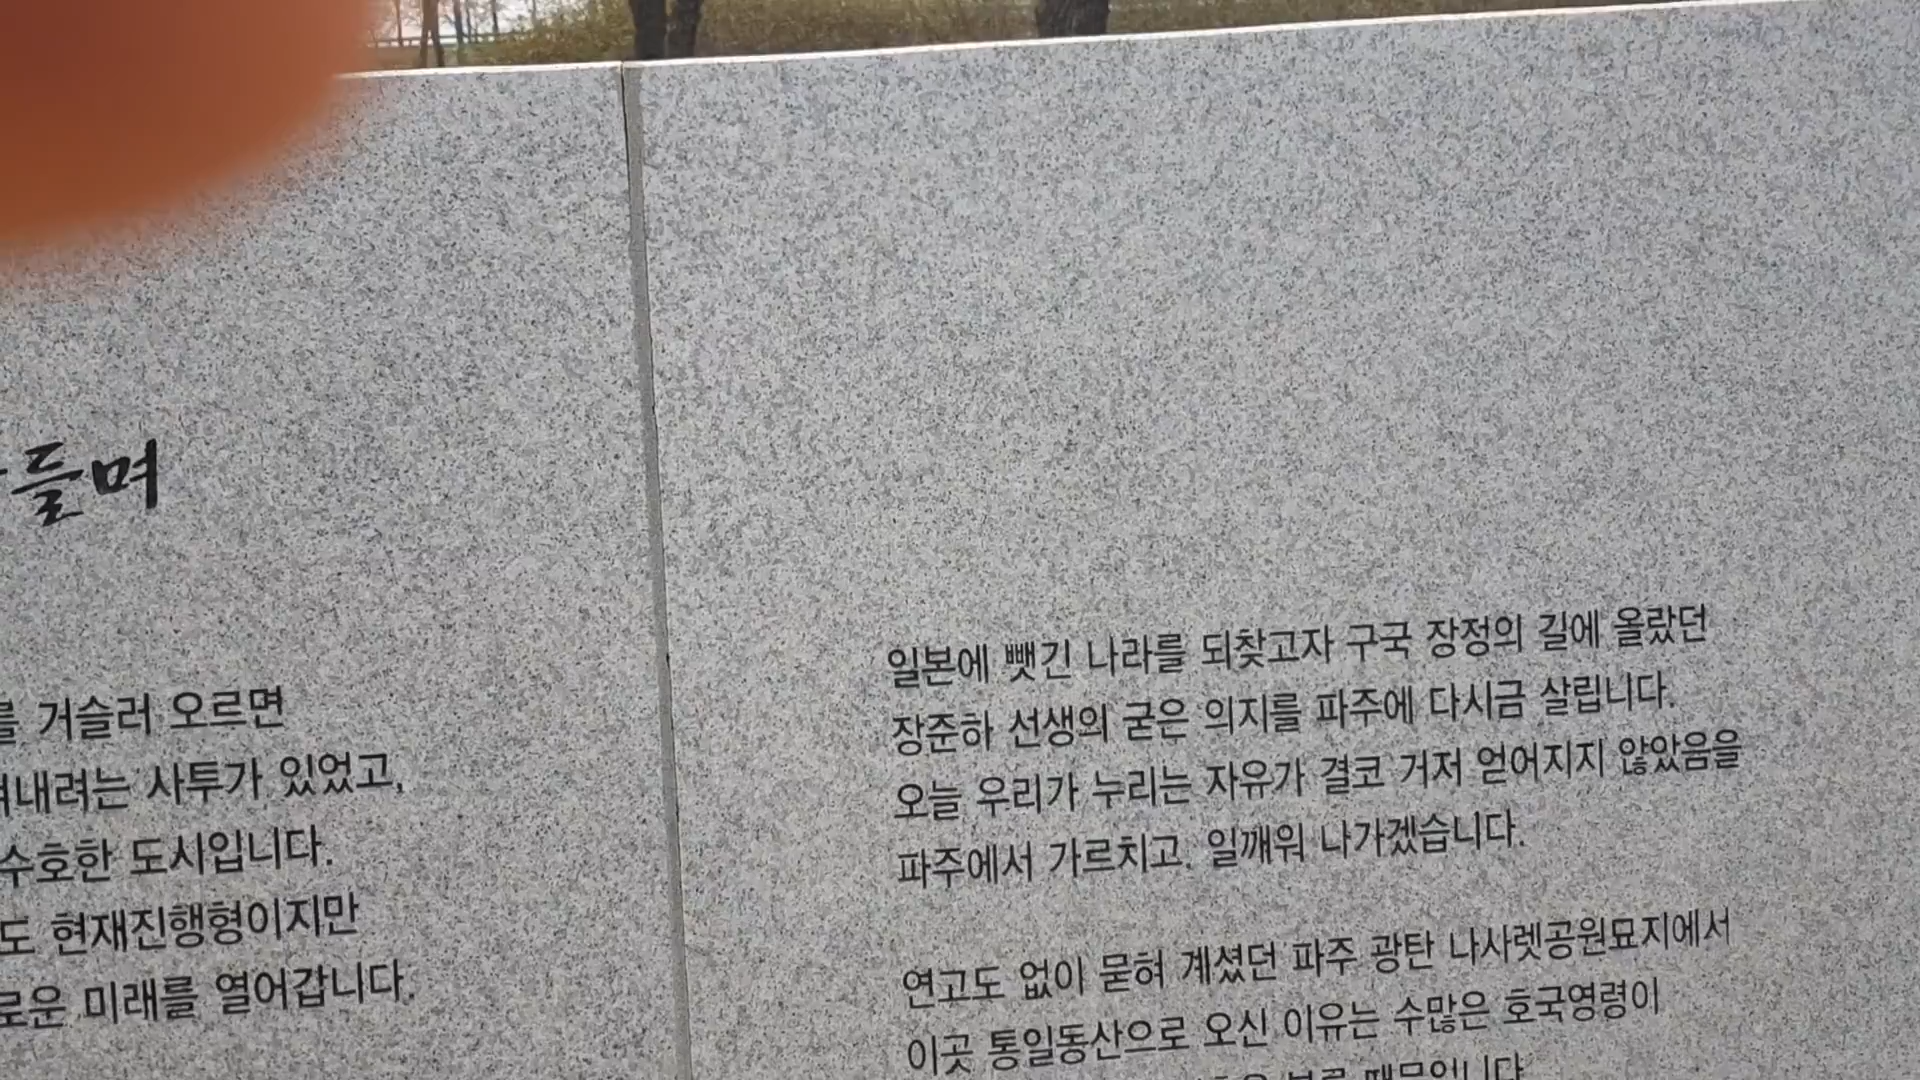 들며
를 거슬러 오르면
내려는 사투가 있었고,
수호한 도시입니다.
도 현재진행형이지만
로운 미래를 열어갑니다.
일본에 뺏긴 나라를 되찾고자 구국 장정의 길에 올랐던
장준하 선생의 굳은 의지를 파주에 다시금 살립니다.
오늘 우리가 누리는 자유가 결코 거저 얻어지지 않았음을
파주에서 가르치고, 일깨워 나가겠습니다.
연고도 없이 묻혀 계셨던 파주 광탄 나사렛공원묘지에서
이곳 통일동산으로 오신 이유는 수많은 호국영령이
때문입니다